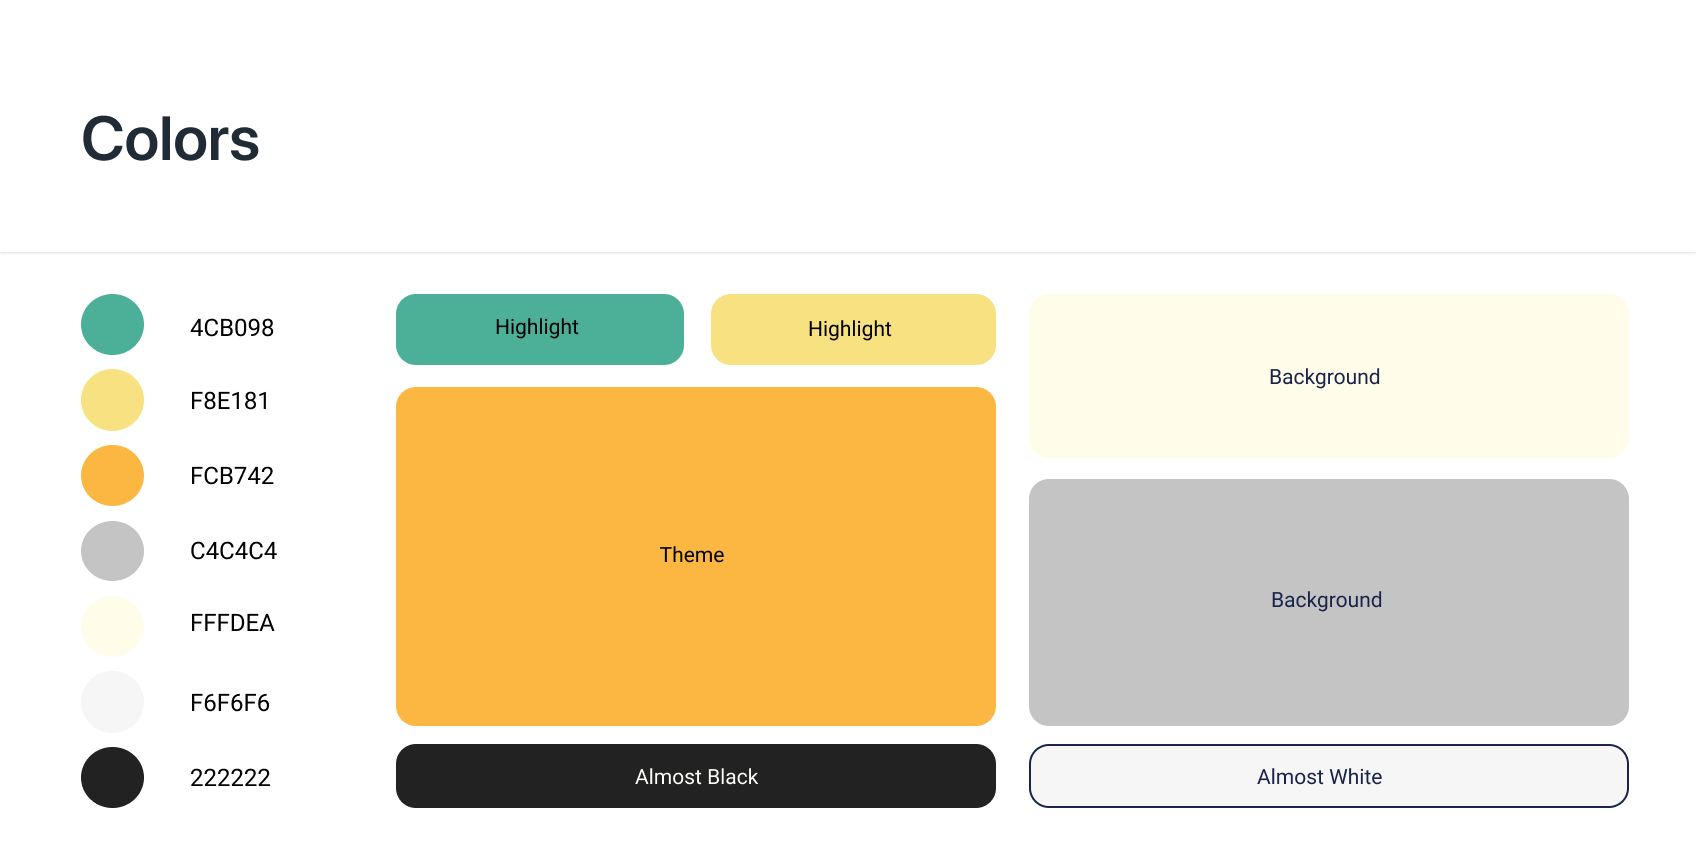 Colors
4CB098
F8E181
FCB742
C4C4C4
FFFDEA
F6F6F6
222222
Highlight
Highlight
Theme
Almost Black
Background
Background
Almost White